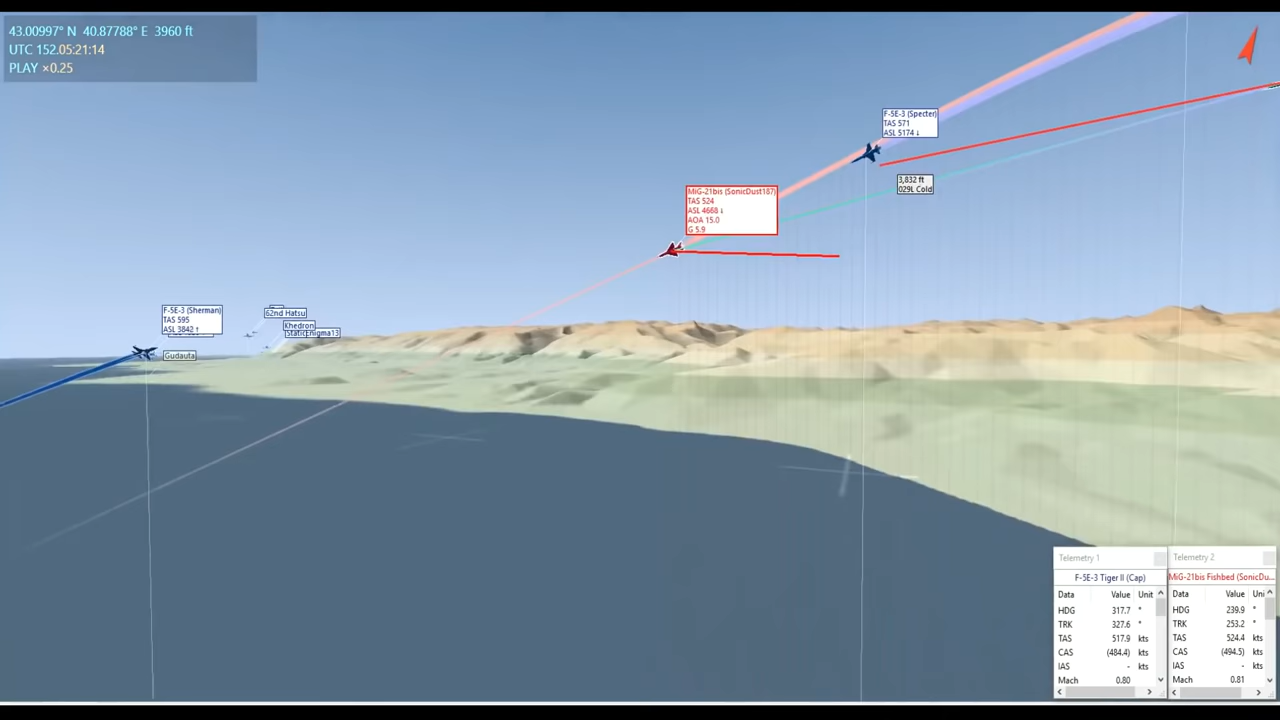 43.00997° N  40.87788° E  3960 ft
UTC 152.05:21:14
PLAY ×0.25
F-5E-3 (Specter)
TAS 571
ASL 5174 ↓
3,832 ft
029L Cold
MiG-21bis (SonicDust187)
TAS 524
ASL 4668 ↓
AOA 15.0
G 5.9
F-5E-3 (Sherman)
TAS 595
ASL 3842 ↑
Gudauta
62nd Hatsu
Khedron
Telemetry 1
F-5E-3 Tiger II (Cap)
Data Value Unit
HDG 317.7 °
TRK 327.6 °
TAS 517.9 kts
CAS (484.4) kts
IAS - kts
Mach 0.80
Telemetry 2
MiG-21bis Fishbed (SonicDu...
Data Value Uni
HDG 239.9 °
TRK 253.2 °
TAS 524.4 kts
CAS (494.5) kts
IAS - kts
Mach 0.81